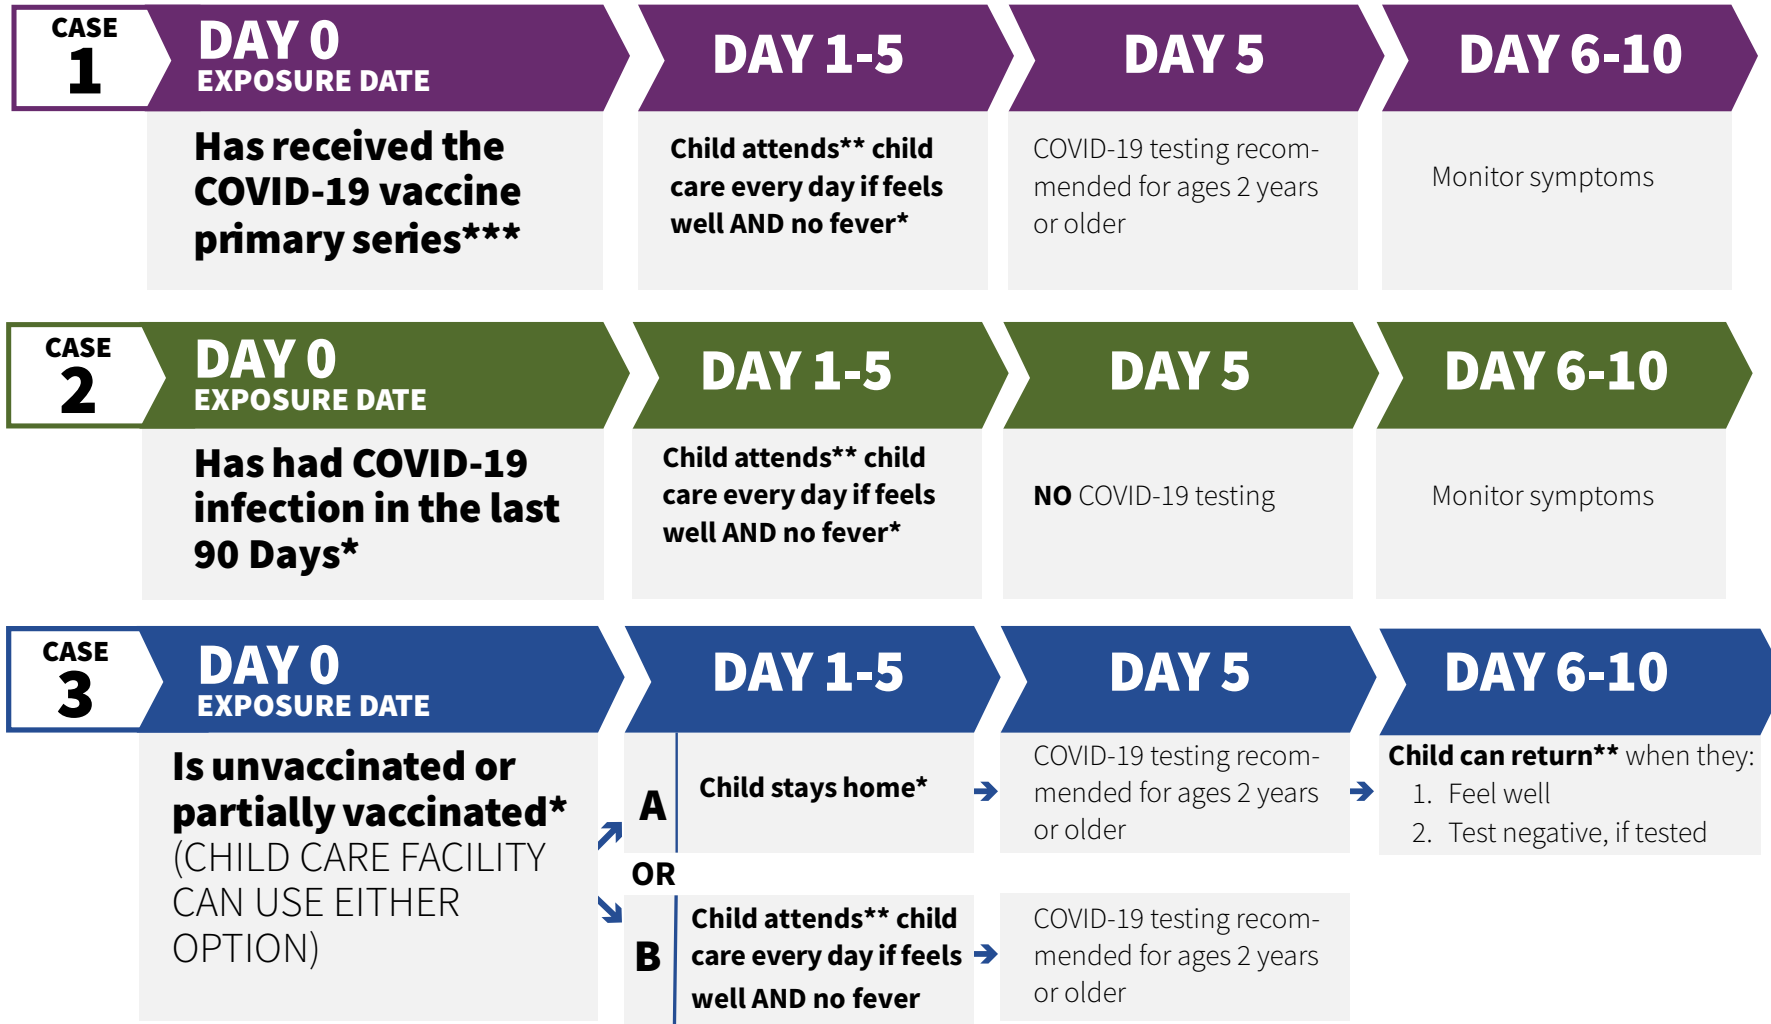 CASE
1
DAY 0
EXPOSURE DATE
DAY 1-5
DAY 5
DAY 6-10
Has received the
COVID-19 vaccine
primary series***
Child attends** child
care every day if feels
well AND no fever*
COVID-19 testing recom-
mended for ages 2 years
or older
Monitor symptoms
CASE
2
DAY 0
EXPOSURE DATE
DAY 1-5
DAY 5
DAY 6-10
Has had COVID-19
infection in the last
90 Days*
Child attends** child
care every day if feels
well AND no fever*
NO COVID-19 testing
Monitor symptoms
CASE
3
DAY 0
EXPOSURE DATE
DAY 1-5
DAY 5
DAY 6-10
Is unvaccinated or
partially vaccinated*
(CHILD CARE FACILITY
CAN USE EITHER
OPTION)
A
Child stays home*
COVID-19 testing recom-
mended for ages 2 years
or older
Child can return** when they:
1. Feel well
2. Test negative, if tested
OR
B
Child attends** child
care every day if feels
well AND no fever
COVID-19 testing recom-
mended for ages 2 years
or older